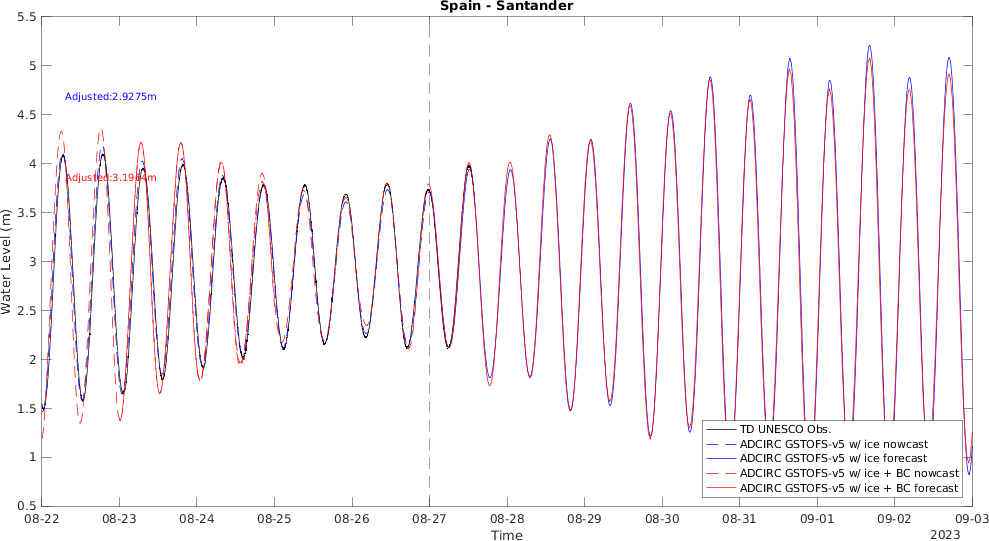 Spain - Santander
5.5
5
4.5
4
3.5
3
2.5
2
1.5
1
0.5
Water Level (m)
Adjusted:2.9275m
Adjusted:3.1964m
TD UNESCO Obs.
ADCIRC GSTOFS-v5 w/ ice nowcast
ADCIRC GSTOFS-v5 w/ ice forecast
ADCIRC GSTOFS-v5 w/ ice + BC nowcast
ADCIRC GSTOFS-v5 w/ ice + BC forecast
08-22 08-23 08-24 08-25 08-26 08-27 08-28 08-29 08-30 08-31 09-01 09-02 09-03
Time
2023